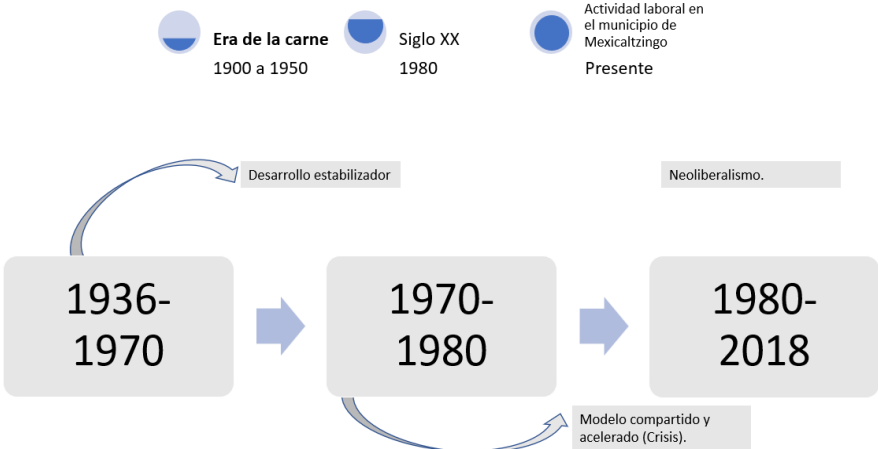 Era de la carne
1900 a 1950
Siglo XX
1980
Actividad laboral en
el municipio de
Mexicaltzingo
Presente
Desarrollo estabilizador
Neoliberalismo.
1936-
1970
1970-
1980
1980-
2018
Modelo compartido y
acelerado (Crisis).